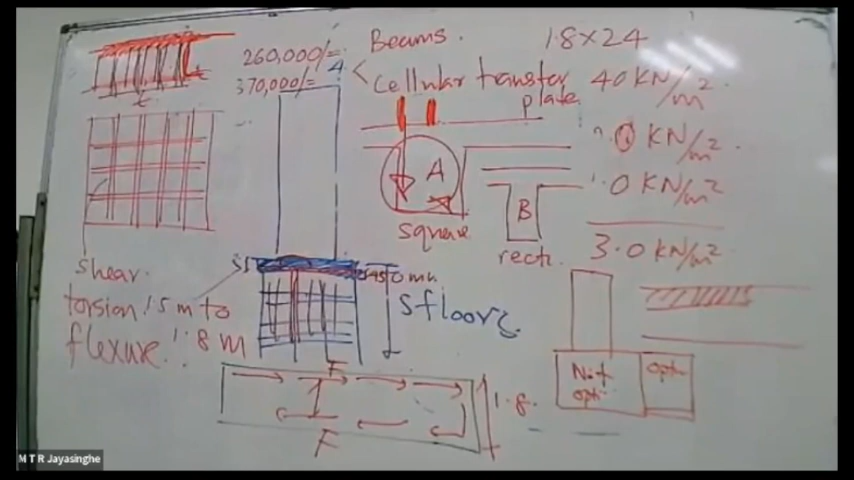 260,000/=
370,000/=
4
Beams.
< Cellular transfer
plate
1.8x24
40 KN/m²
KN/m²
1.0 KN/m²
3.0 KN/m²
A
square
B
rect.
shear.
torsion 1.5 m to
flexure. 1.8 m
5 floors.
F
F
1.8.
Not
opt.
opt.
M T R Jayasinghe